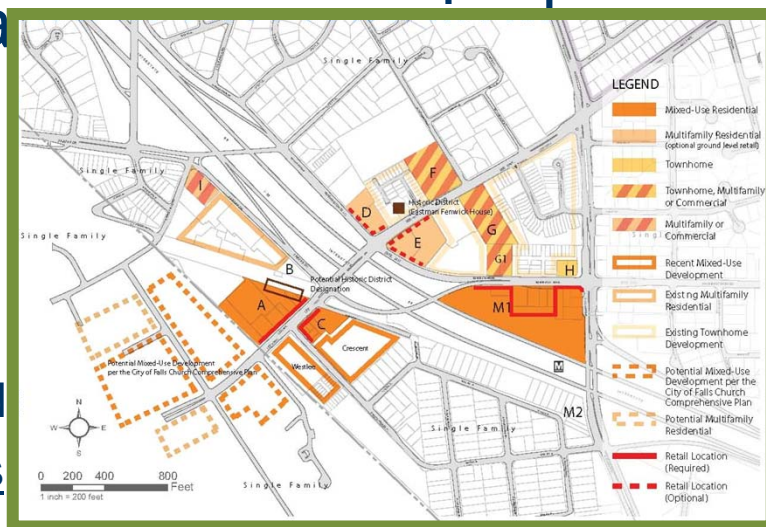 Single Family
Single Family
Single Family
Single Family
Single Family
Single Family
LEGEND
Mixed-Use Residential
Multifamily Residential
(optional ground level retail)
Townhome
Townhome, Multifamily
or Commercial
Multifamily or
Commercial
Recent Mixed-Use
Development
Existing Multifamily
Residential
Existing Townhome
Development
Potential Mixed-Use
Development per the
City of Falls Church
Comprehensive Plan
Potential Multifamily
Residential
Retail Location
(Required)
Retail Location
(Optional)
I
F
D
Historic District
(Eastman Fenwick House)
G
E
G1
H
B
Potential Historic District
Designation
A
C
M1
Crescent
Westlee
M
M2
Potential Mixed-Use Development
per the City of Falls Church Comprehensive Plan
N
W
E
S
0 200 400 800
Feet
1 inch = 200 feet